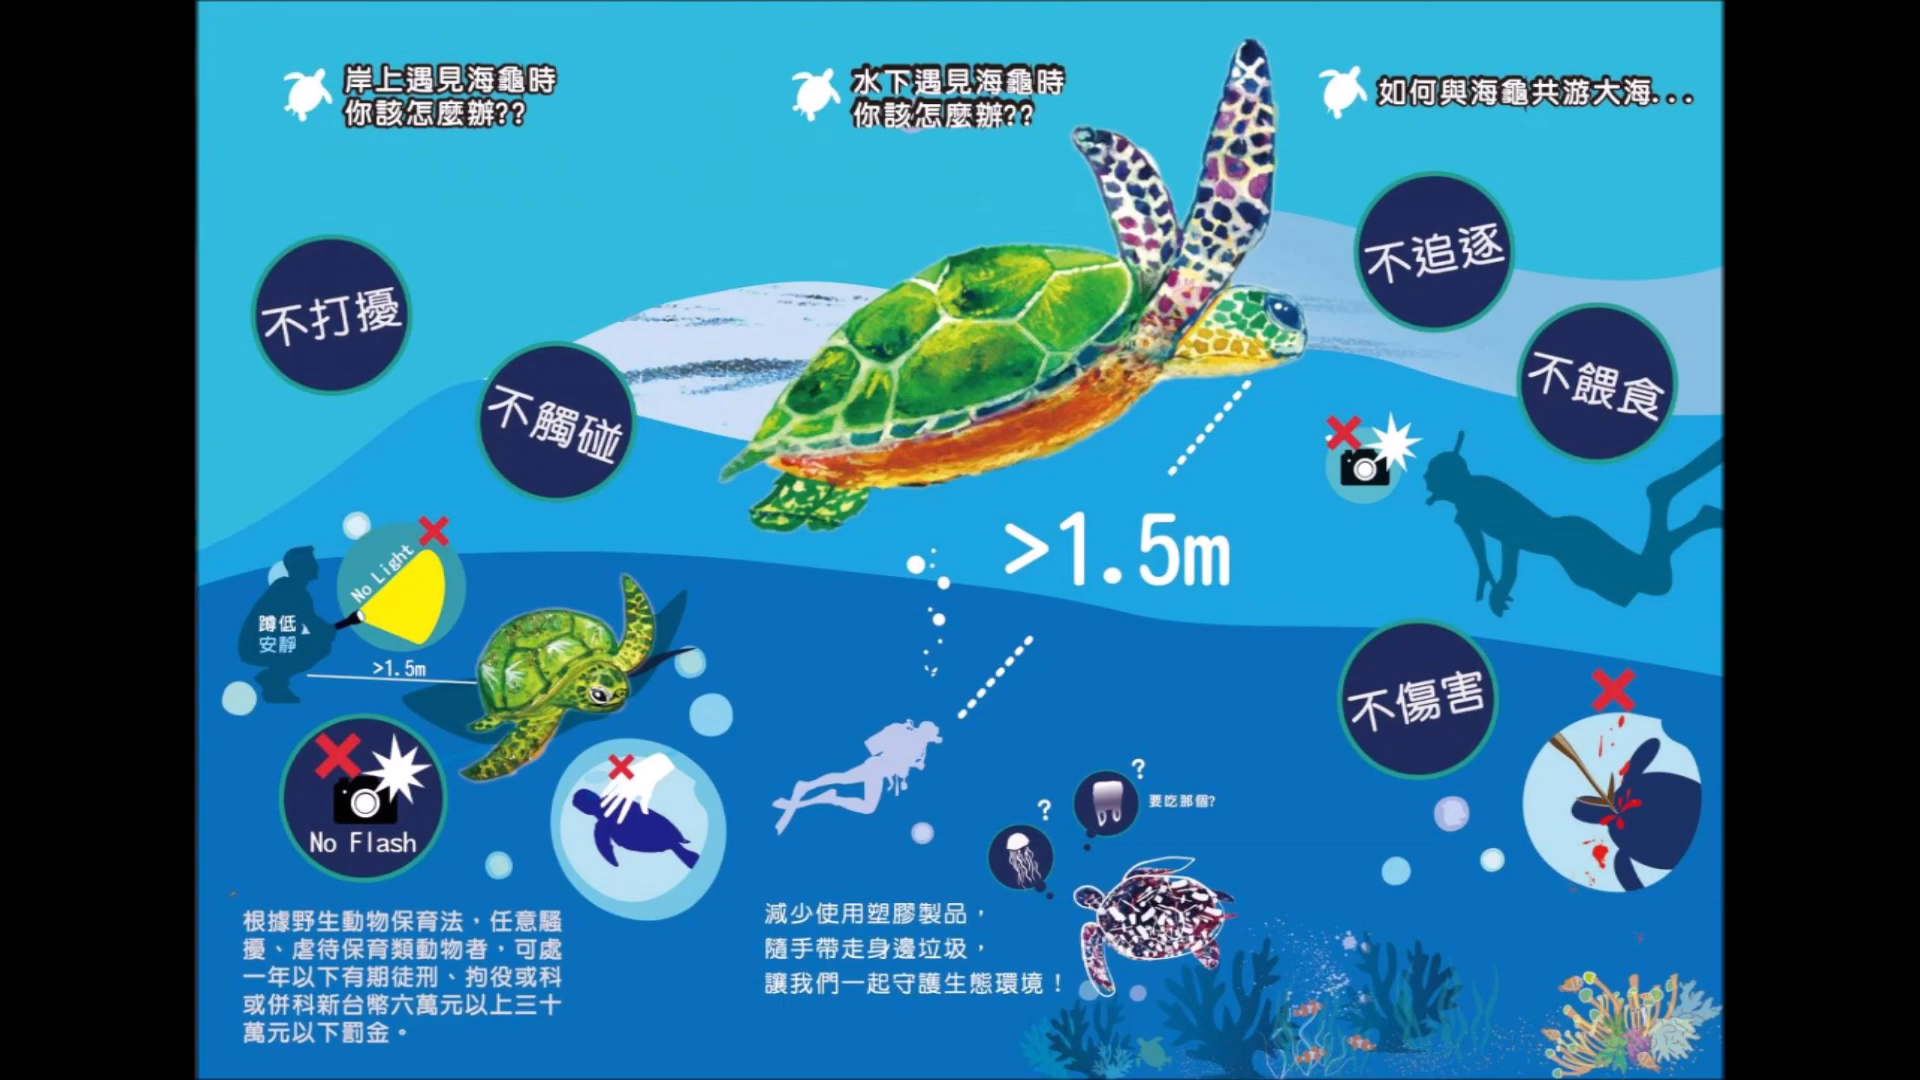 岸上遇見海龜時
你該怎麼辦??
水下遇見海龜時
你該怎麼辦??
如何與海龜共游大海...
不打擾
不觸碰
不追逐
不餵食
>1.5m
No Light
蹲低
安靜
>1.5m
No Flash
不傷害
?
?
要吃那個?
根據野生動物保育法，任意騷
擾、虐待保育類動物者，可處
一年以下有期徒刑、拘役或科
或併科新台幣六萬元以上三十
萬元以下罰金。
減少使用塑膠製品，
隨手帶走身邊垃圾，
讓我們一起守護生態環境！